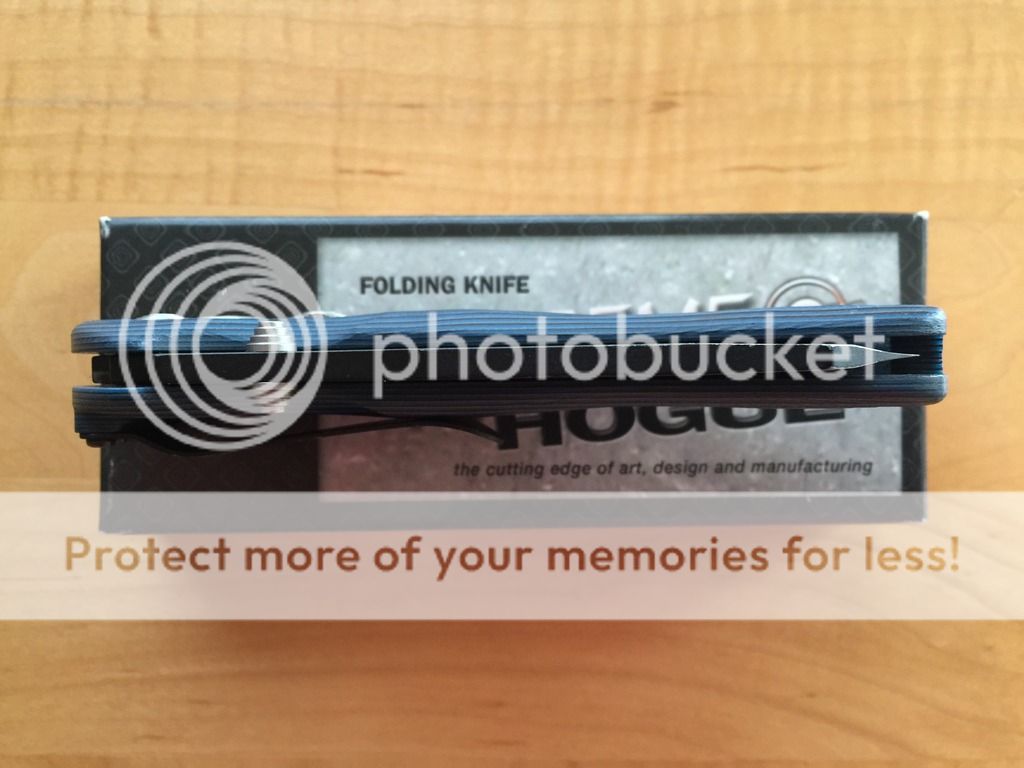 FOLDING KNIFE
photobucket
HOGUE
the cutting edge of art, design and manufacturing
Protect more of your memories for less!